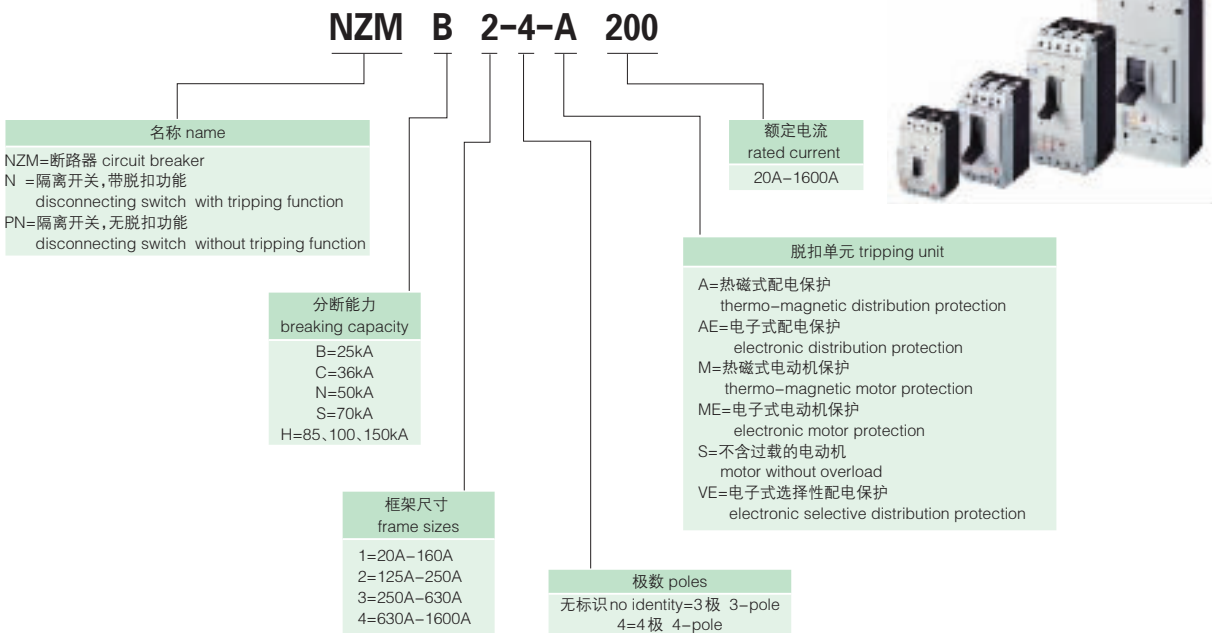 NZM B 2-4-A 200
名称 name
NZM=断路器 circuit breaker
N =隔离开关,带脱扣功能
disconnecting switch with tripping function
PN=隔离开关,无脱扣功能
disconnecting switch without tripping function
额定电流
rated current
20A-1600A
脱扣单元 tripping unit
A=热磁式配电保护
thermo-magnetic distribution protection
AE=电子式配电保护
electronic distribution protection
M=热磁式电动机保护
thermo-magnetic motor protection
ME=电子式电动机保护
electronic motor protection
S=不含过载的电动机
motor without overload
VE=电子式选择性配电保护
electronic selective distribution protection
分断能力
breaking capacity
B=25kA
C=36kA
N=50kA
S=70kA
H=85、100、150kA
框架尺寸
frame sizes
1=20A-160A
2=125A-250A
3=250A-630A
4=630A-1600A
极数 poles
无标识 no identity=3极 3-pole
4=4极 4-pole